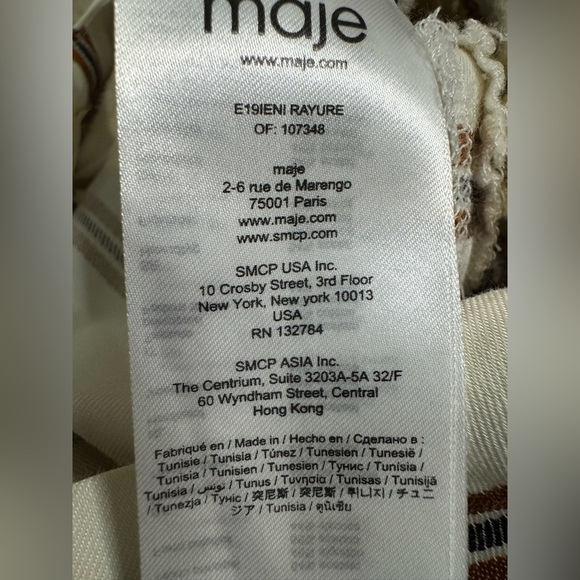 maje
www.maje.com
E19IENI RAYURE
OF: 107348
maje
2-6 rue de Marengo
75001 Paris
www.maje.com
www.smcp.com
SMCP USA Inc.
10 Crosby Street, 3rd Floor
New York, New york 10013
USA
RN 132784
SMCP ASIA Inc.
The Centrium, Suite 3203A-5A 32/F
60 Wyndham Street, Central
Hong Kong
Fabriqué en / Made in / Hecho en / Сделано в :
Tunisie / Tunisia / Túnez / Tunesien / Tunesië /
Tunisia / Tunisien / Tunesien / Тунис / Tunísia /
Tunisia / تونس / Tunus / Τυνησία / Tunisas / Tunisijā
/ Tunezja / Туніс / 突尼斯 / 突尼斯 / 튀니지 / チュニ
ジア / Tunisia / ตูนิเซีย